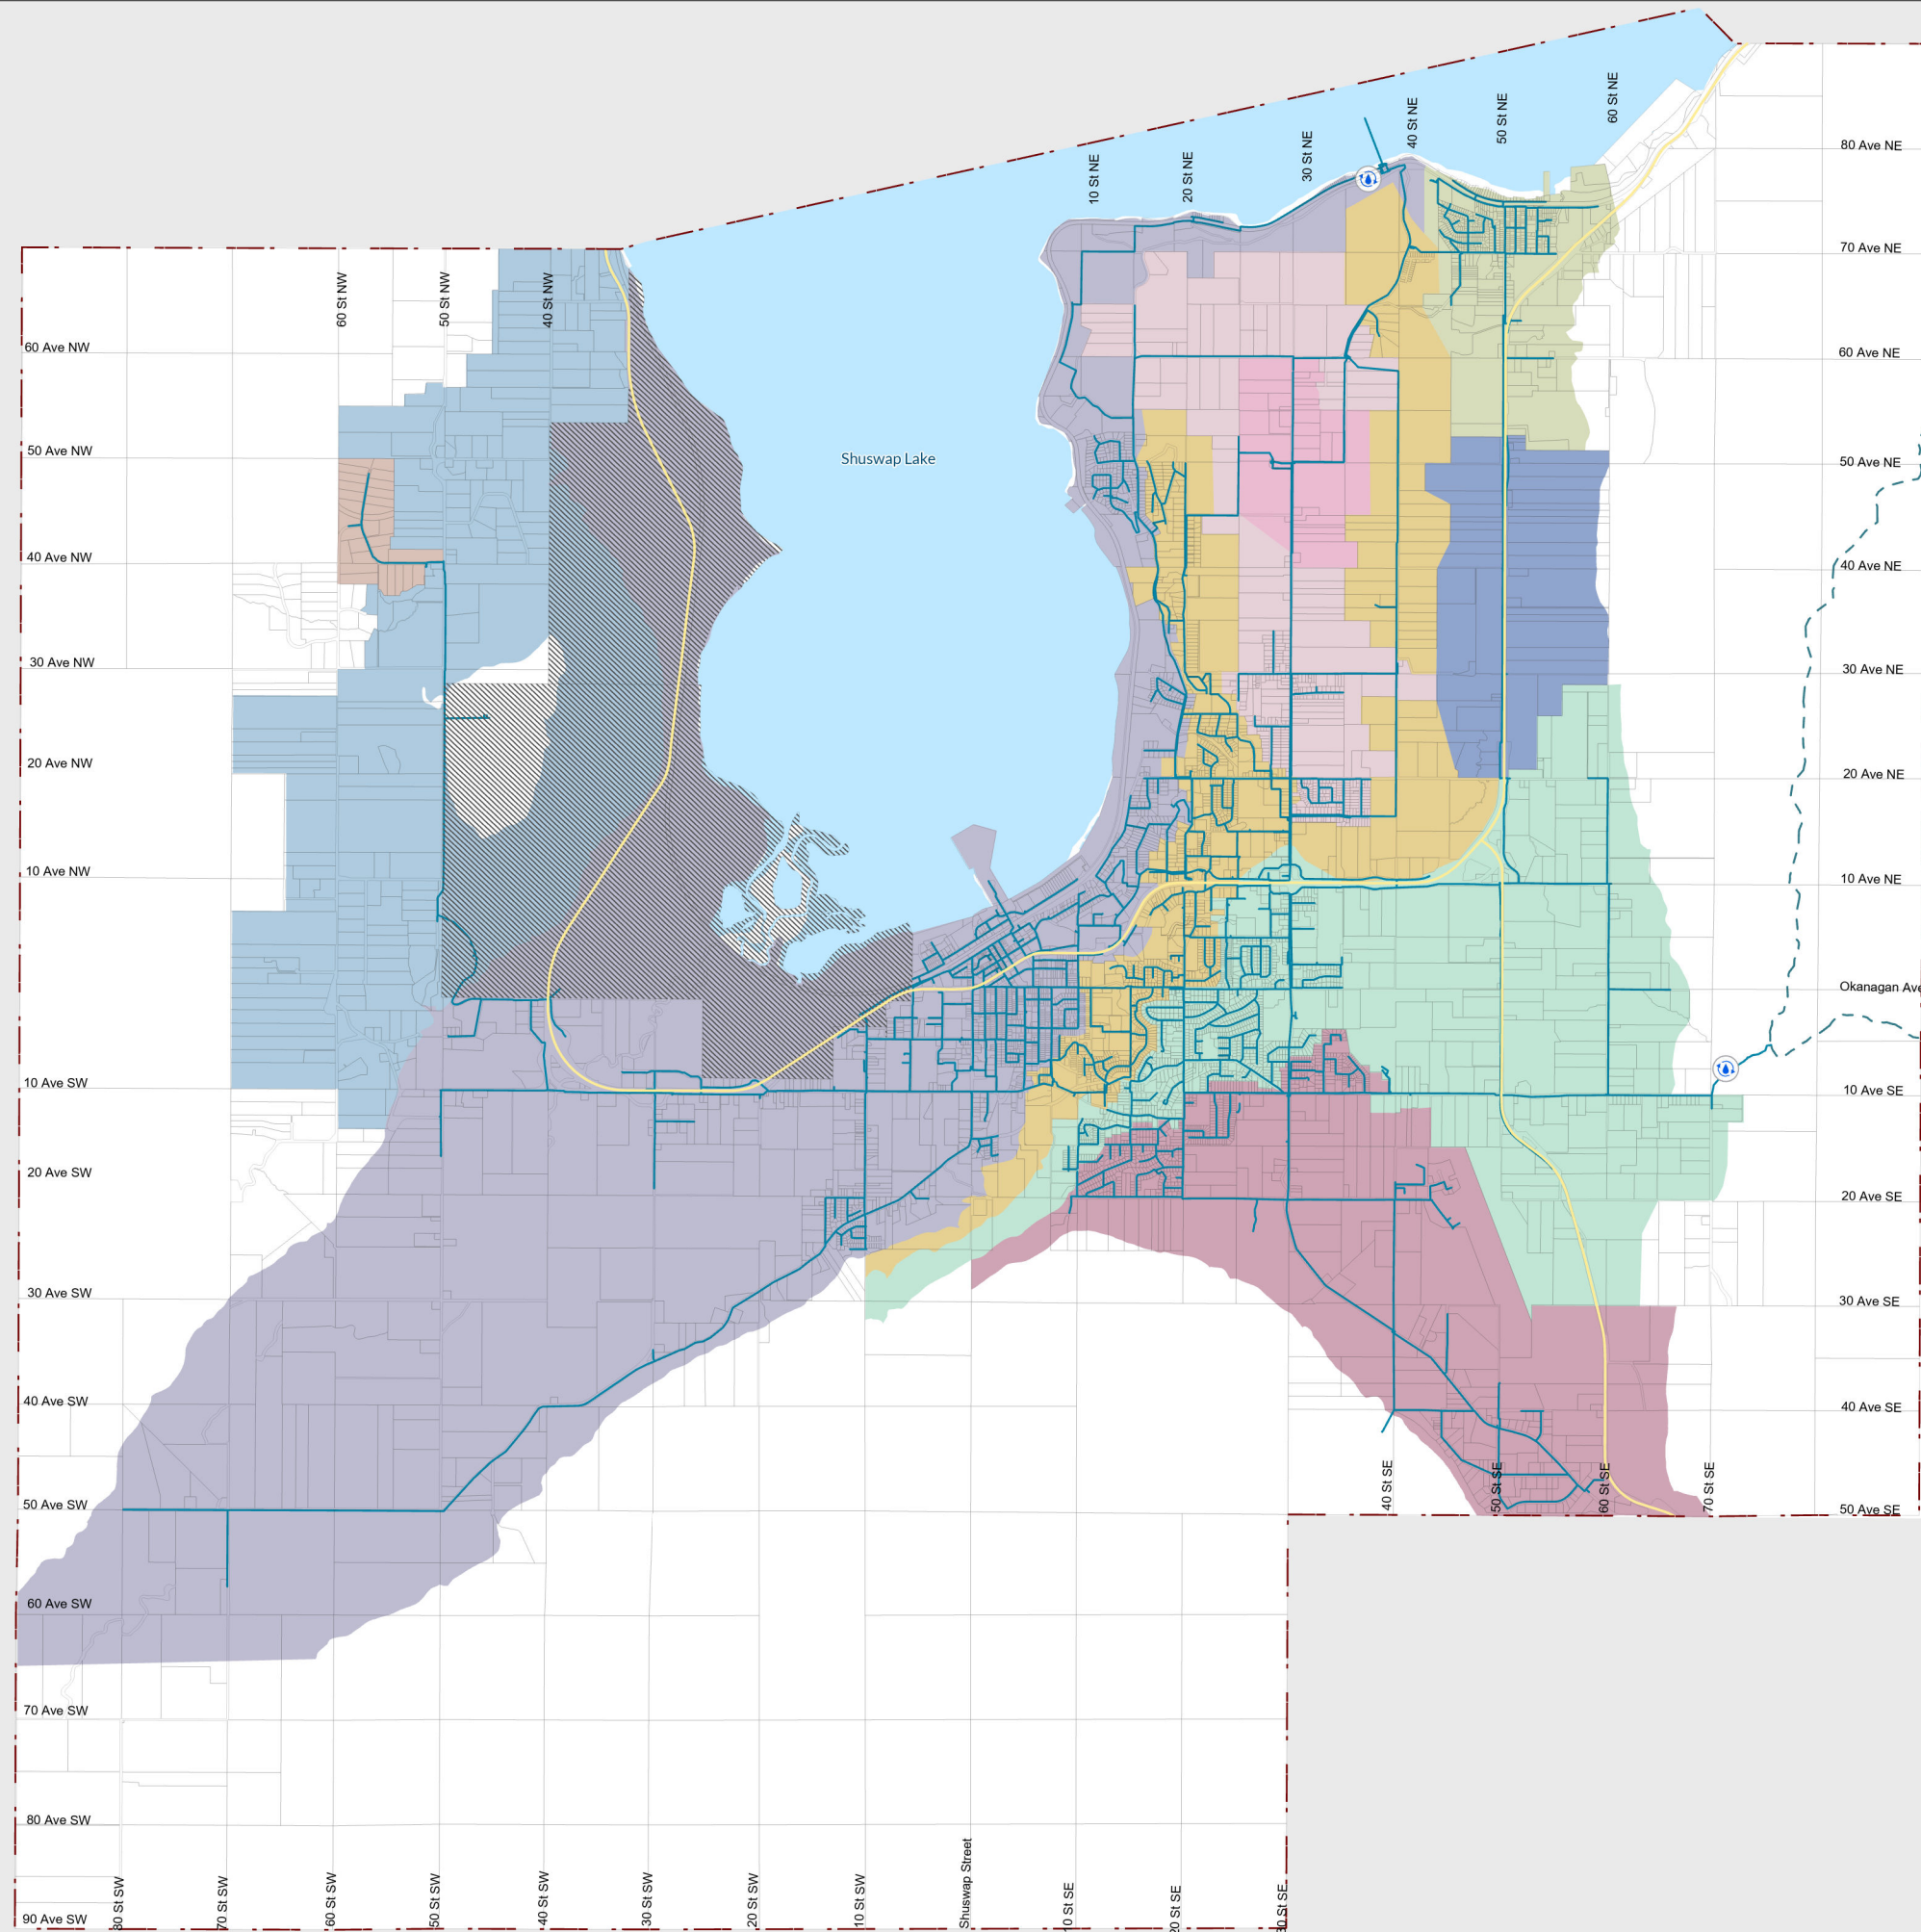 60 St NE
50 St NE
40 St NE
30 St NE
20 St NE
10 St NE
80 Ave NE
70 Ave NE
60 St NW
50 St NW
40 St NW
60 Ave NW
60 Ave NE
50 Ave NW
Shuswap Lake
50 Ave NE
40 Ave NW
40 Ave NE
30 Ave NW
30 Ave NE
20 Ave NW
20 Ave NE
10 Ave NW
10 Ave NE
Okanagan Ave
10 Ave SW
10 Ave SE
20 Ave SW
20 Ave SE
30 Ave SW
30 Ave SE
40 Ave SW
40 Ave SE
40 St SE
50 St SE
60 St SE
70 St SE
50 Ave SW
50 Ave SE
60 Ave SW
70 Ave SW
80 Ave SW
80 St SW
70 St SW
60 St SW
50 St SW
40 St SW
30 St SW
20 St SW
10 St SW
Shuswap Street
10 St SE
20 St SE
30 St SE
90 Ave SW